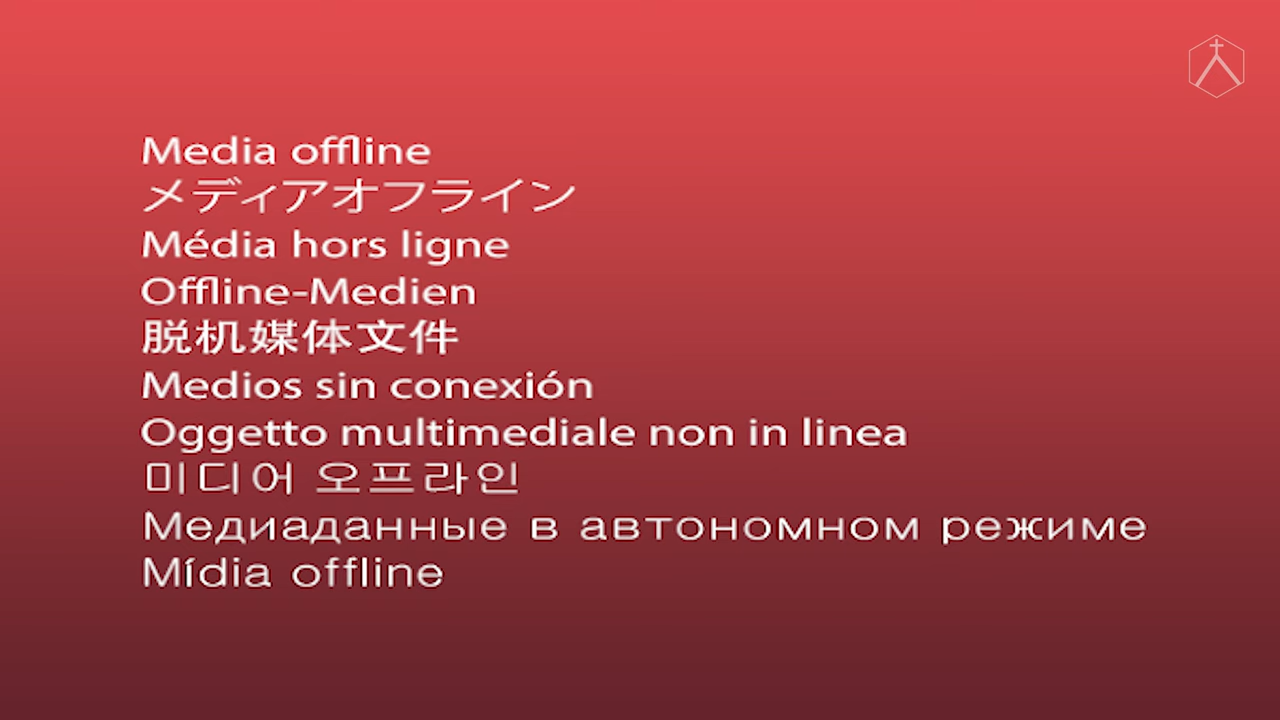 Media offline
メディアオフライン
Média hors ligne
Offline-Medien
脱机媒体文件
Medios sin conexión
Oggetto multimediale non in linea
미디어 오프라인
Медиаданные в автономном режиме
Mídia offline